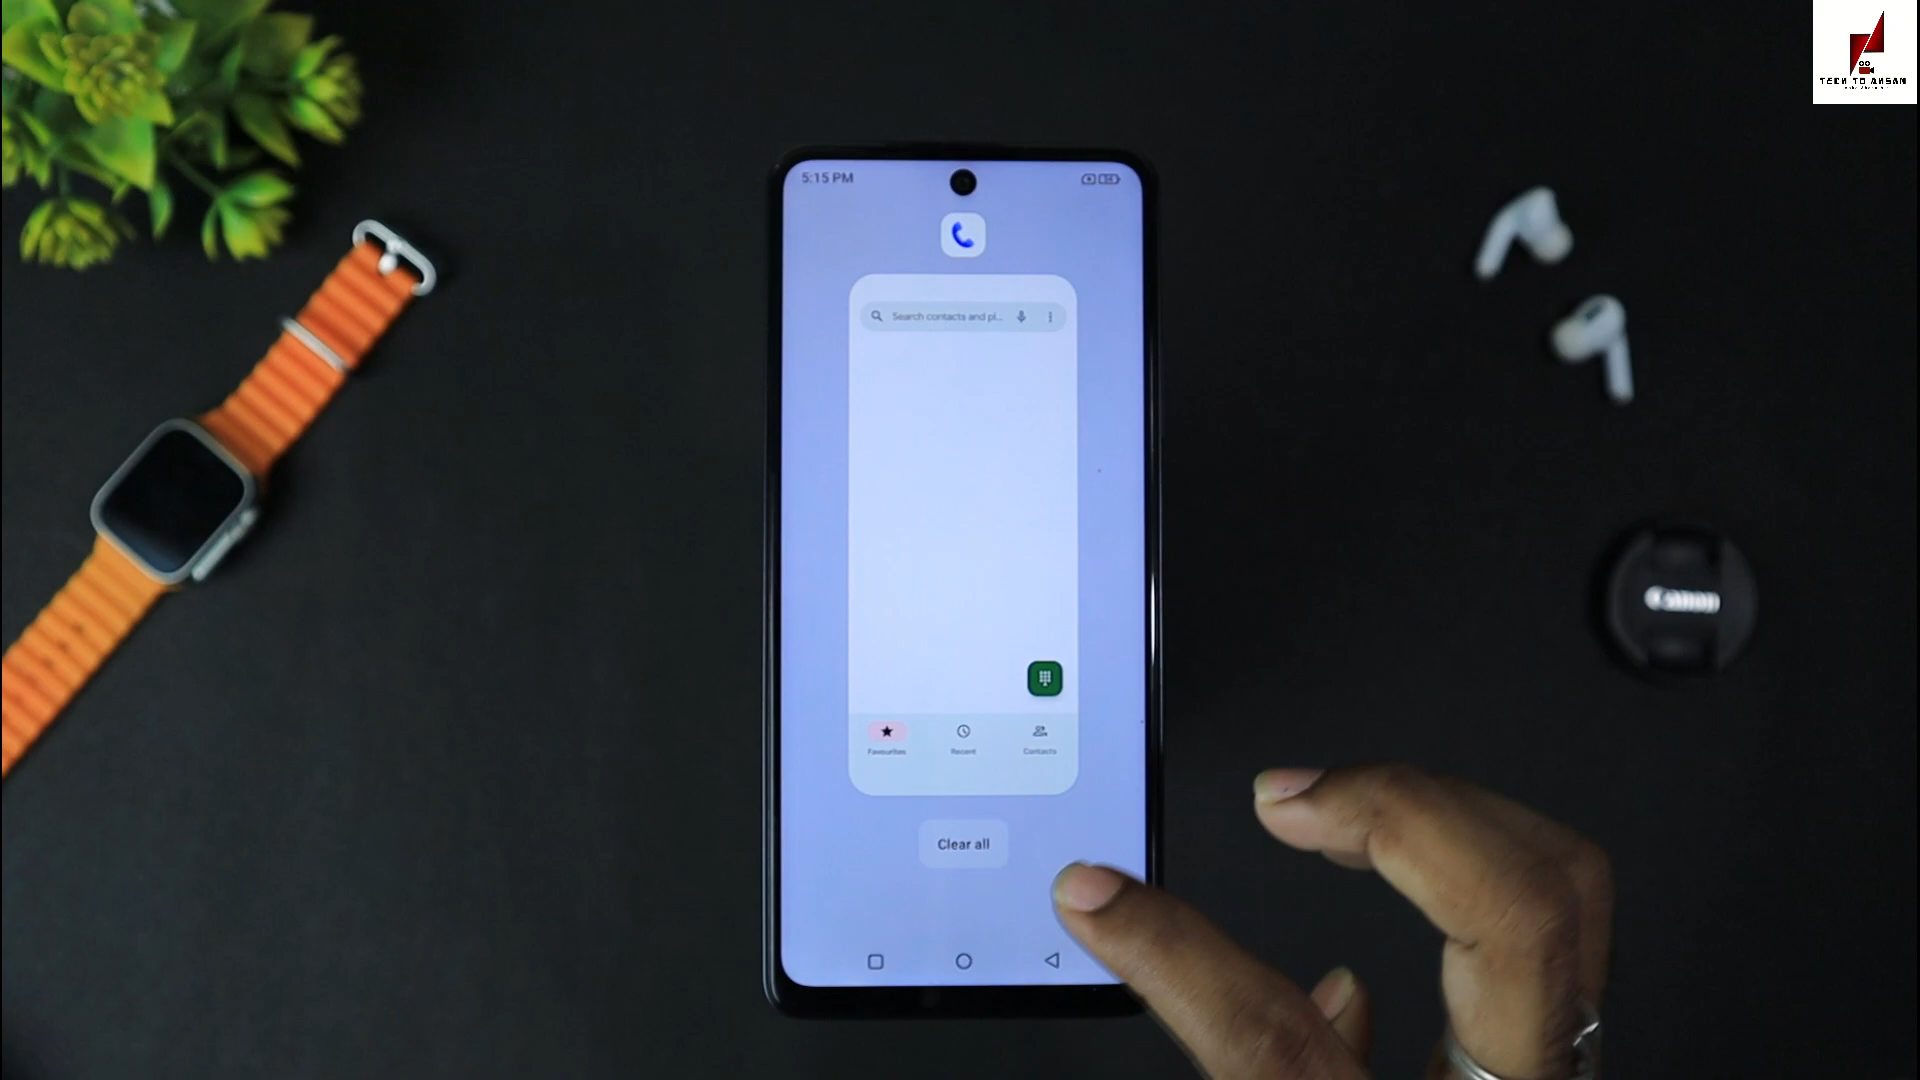 TECH TO AHSAN
5:15 PM
Search contacts and pl...
Favourites
Recent
Contacts
Clear all
Canon